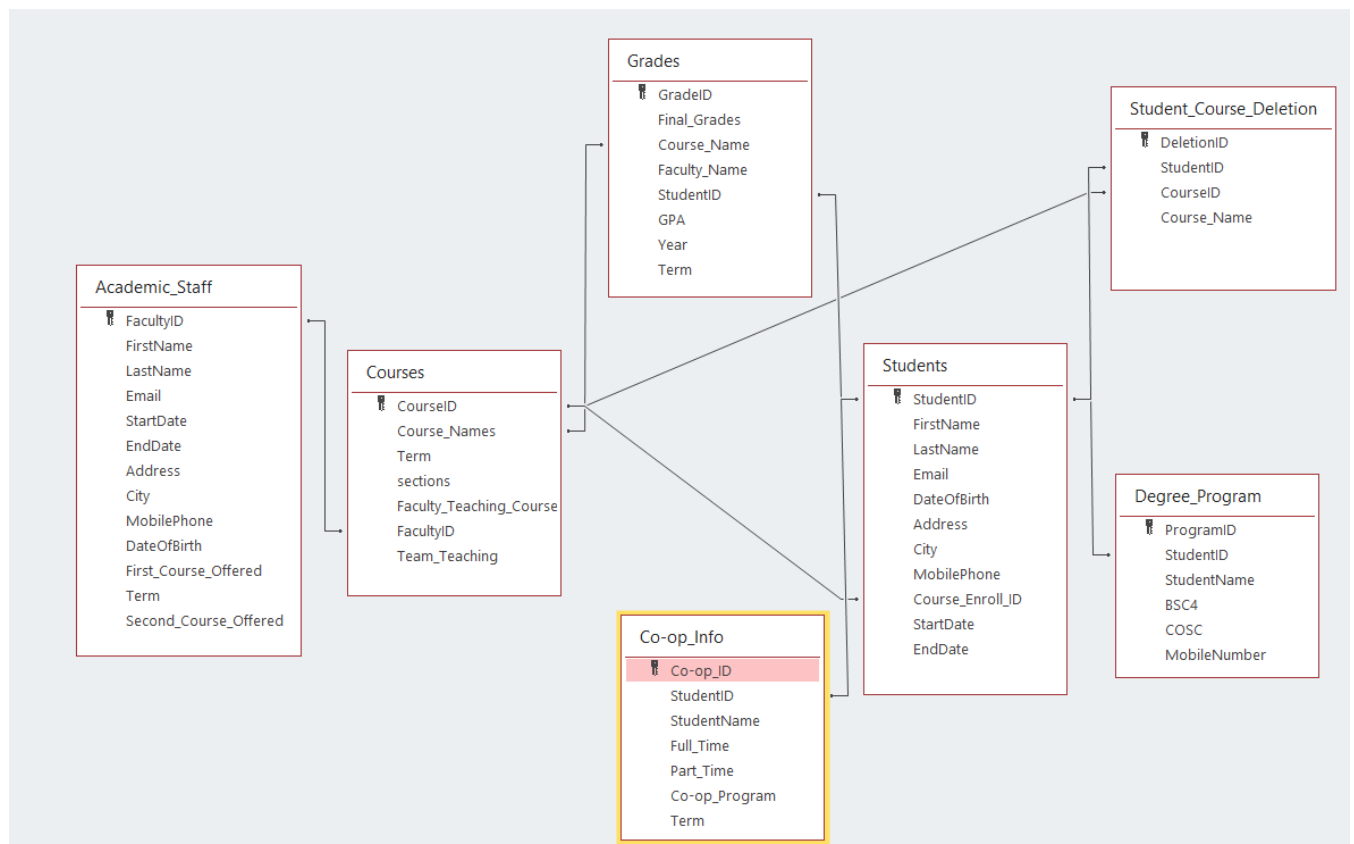 Grades
GradeID
Final_Grades
Course_Name
Faculty_Name
StudentID
GPA
Year
Term
Student_Course_Deletion
DeletionID
StudentID
CourseID
Course_Name
Academic_Staff
FacultyID
FirstName
LastName
Email
StartDate
EndDate
Address
City
MobilePhone
DateOfBirth
First_Course_Offered
Term
Second_Course_Offered
Courses
CourseID
Course_Names
Term
sections
Faculty_Teaching_Course
FacultyID
Team_Teaching
Students
StudentID
FirstName
LastName
Email
DateOfBirth
Address
City
MobilePhone
Course_Enroll_ID
StartDate
EndDate
Degree_Program
ProgramID
StudentID
StudentName
BSC4
COSC
MobileNumber
Co-op_Info
Co-op_ID
StudentID
StudentName
Full_Time
Part_Time
Co-op_Program
Term